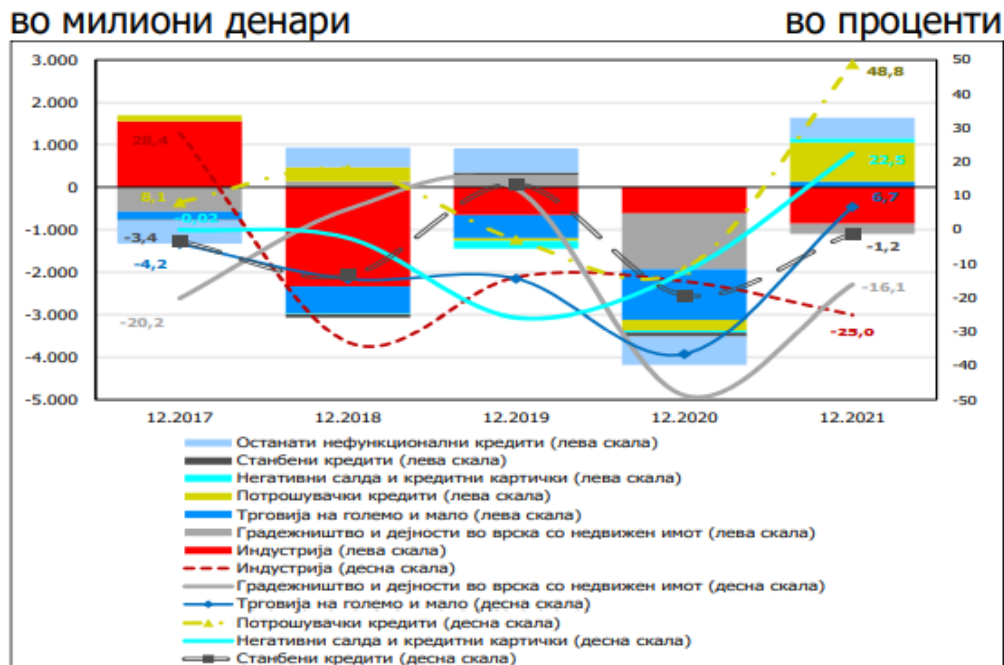 во милиони денари во проценти
3.000 50
40
2.000 48,8
30
1.000 28,4 22,5
20
0 8,1 6,7
10
-1.000 -0,02 0
-3,4 -1,2
-2.000 -4,2 -10
-16,1
-3.000 -20,2 -20
-25,0
-30
-4.000
-40
-5.000 -50
12.2017 12.2018 12.2019 12.2020 12.2021
Останати нефункционални кредити (лева скала)
Станбени кредити (лева скала)
Негативни салда и кредитни картички (лева скала)
Потрошувачки кредити (лева скала)
Трговија на големо и мало (лева скала)
Градежништво и дејности во врска со недвижен имот (лева скала)
Индустрија (лева скала)
Индустрија (десна скала)
Градежништво и дејности во врска со недвижен имот (десна скала)
Трговија на големо и мало (десна скала)
Потрошувачки кредити (десна скала)
Негативни салда и кредитни картички (десна скала)
Станбени кредити (десна скала)